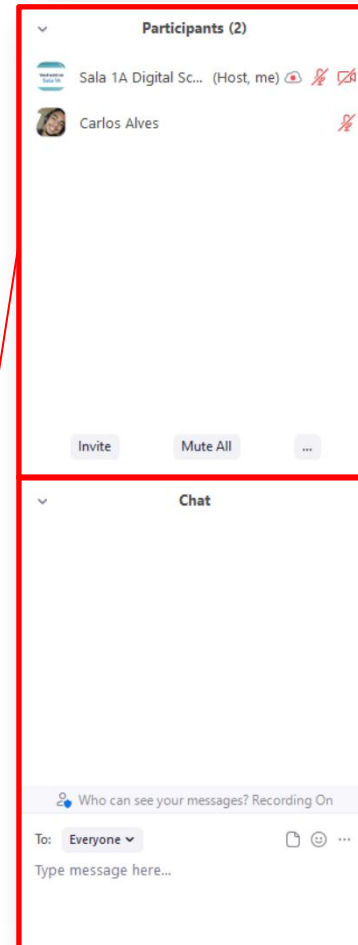 Participants (2)
Sala 1A Digital Sc... (Host, me)
Carlos Alves
Invite Mute All ...
Chat
Who can see your messages? Recording On
To: Everyone
Type message here...